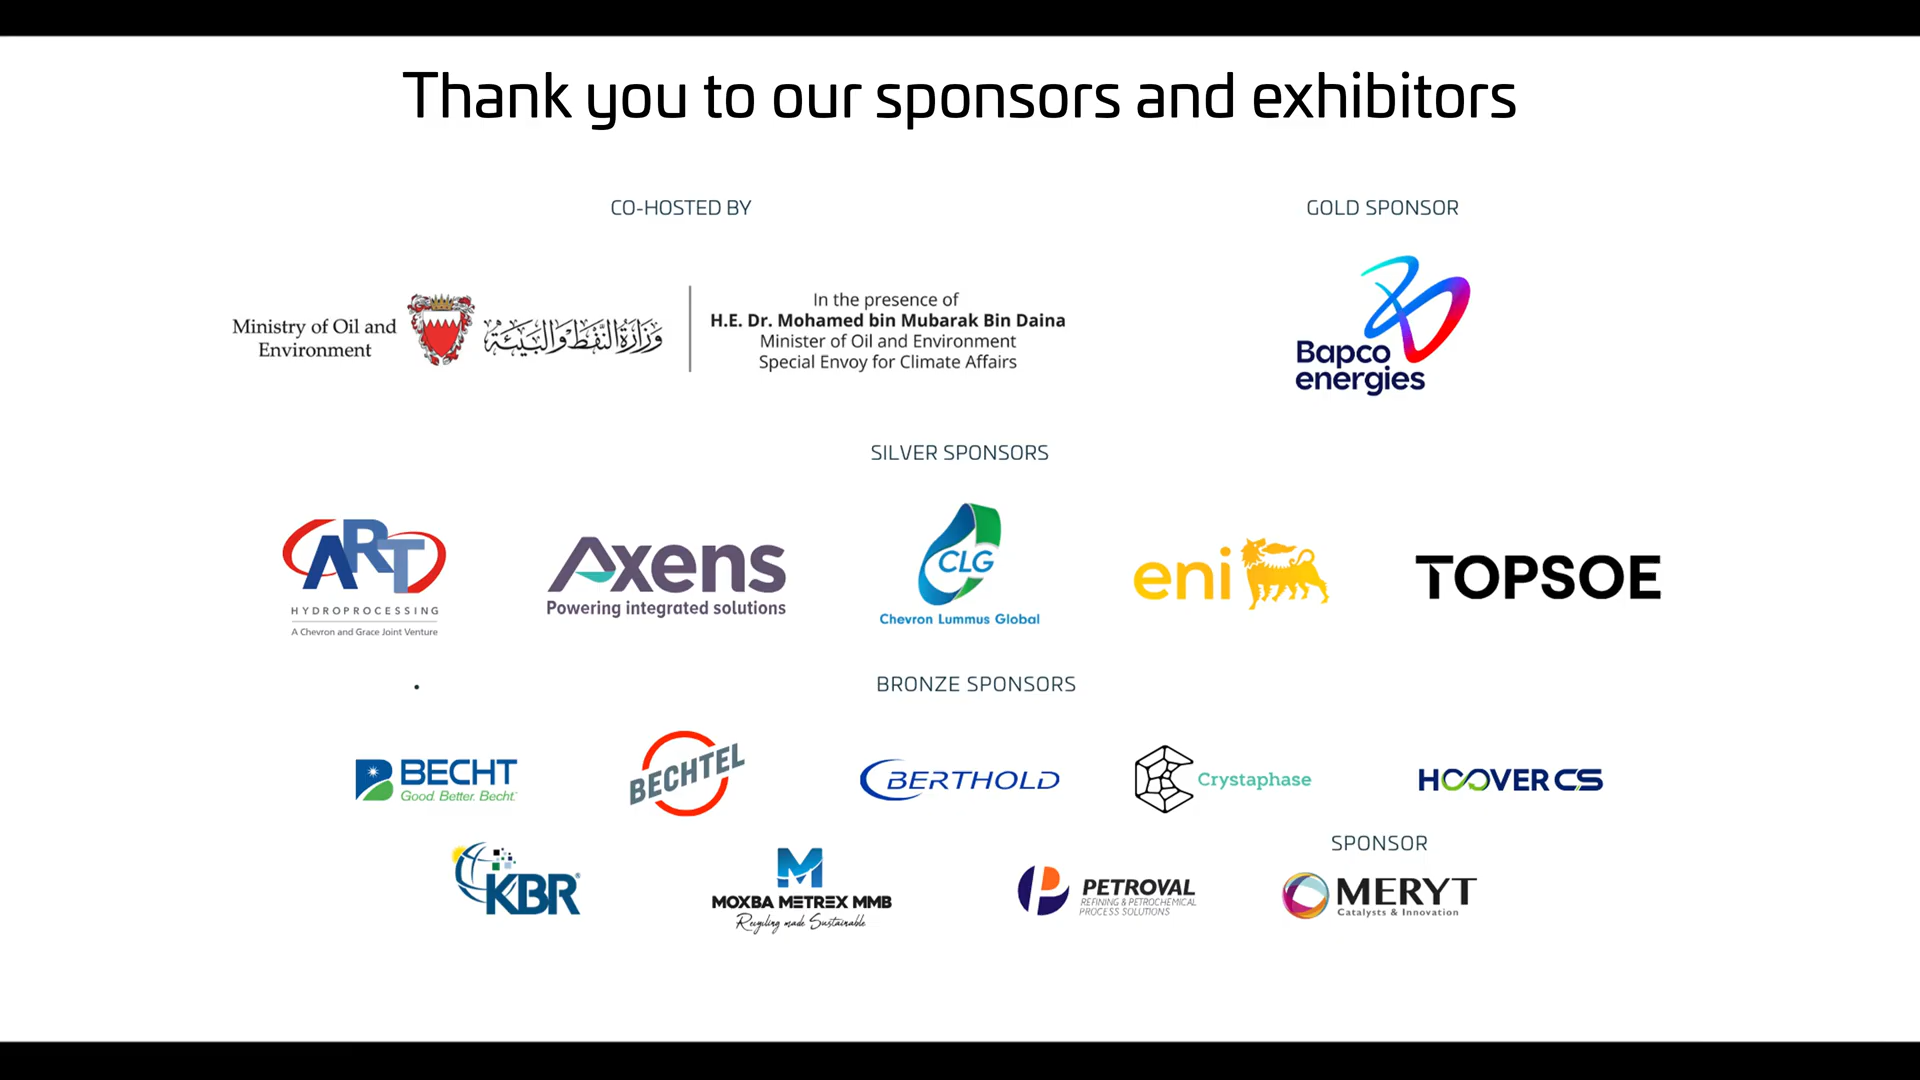 Thank you to our sponsors and exhibitors
CO-HOSTED BY
GOLD SPONSOR
Ministry of Oil and
Environment
وزارة النفط والبيئة
In the presence of
H.E. Dr. Mohamed bin Mubarak Bin Daina
Minister of Oil and Environment
Special Envoy for Climate Affairs
Bapco
energies
SILVER SPONSORS
ART
HYDROPROCESSING
A Chevron and Grace Joint Venture
Axens
Powering integrated solutions
CLG
Chevron Lummus Global
eni
TOPSOE
BRONZE SPONSORS
BECHT
Good. Better. Becht.
BECHTEL
BERTHOLD
Crystaphase
HOOVER CS
KBR
MOXBA METREX MMB
Recycling made Sustainable
PETROVAL
REFINING & PETROCHEMICAL
PROCESS SOLUTIONS
SPONSOR
MERYT
Catalysts & Innovation